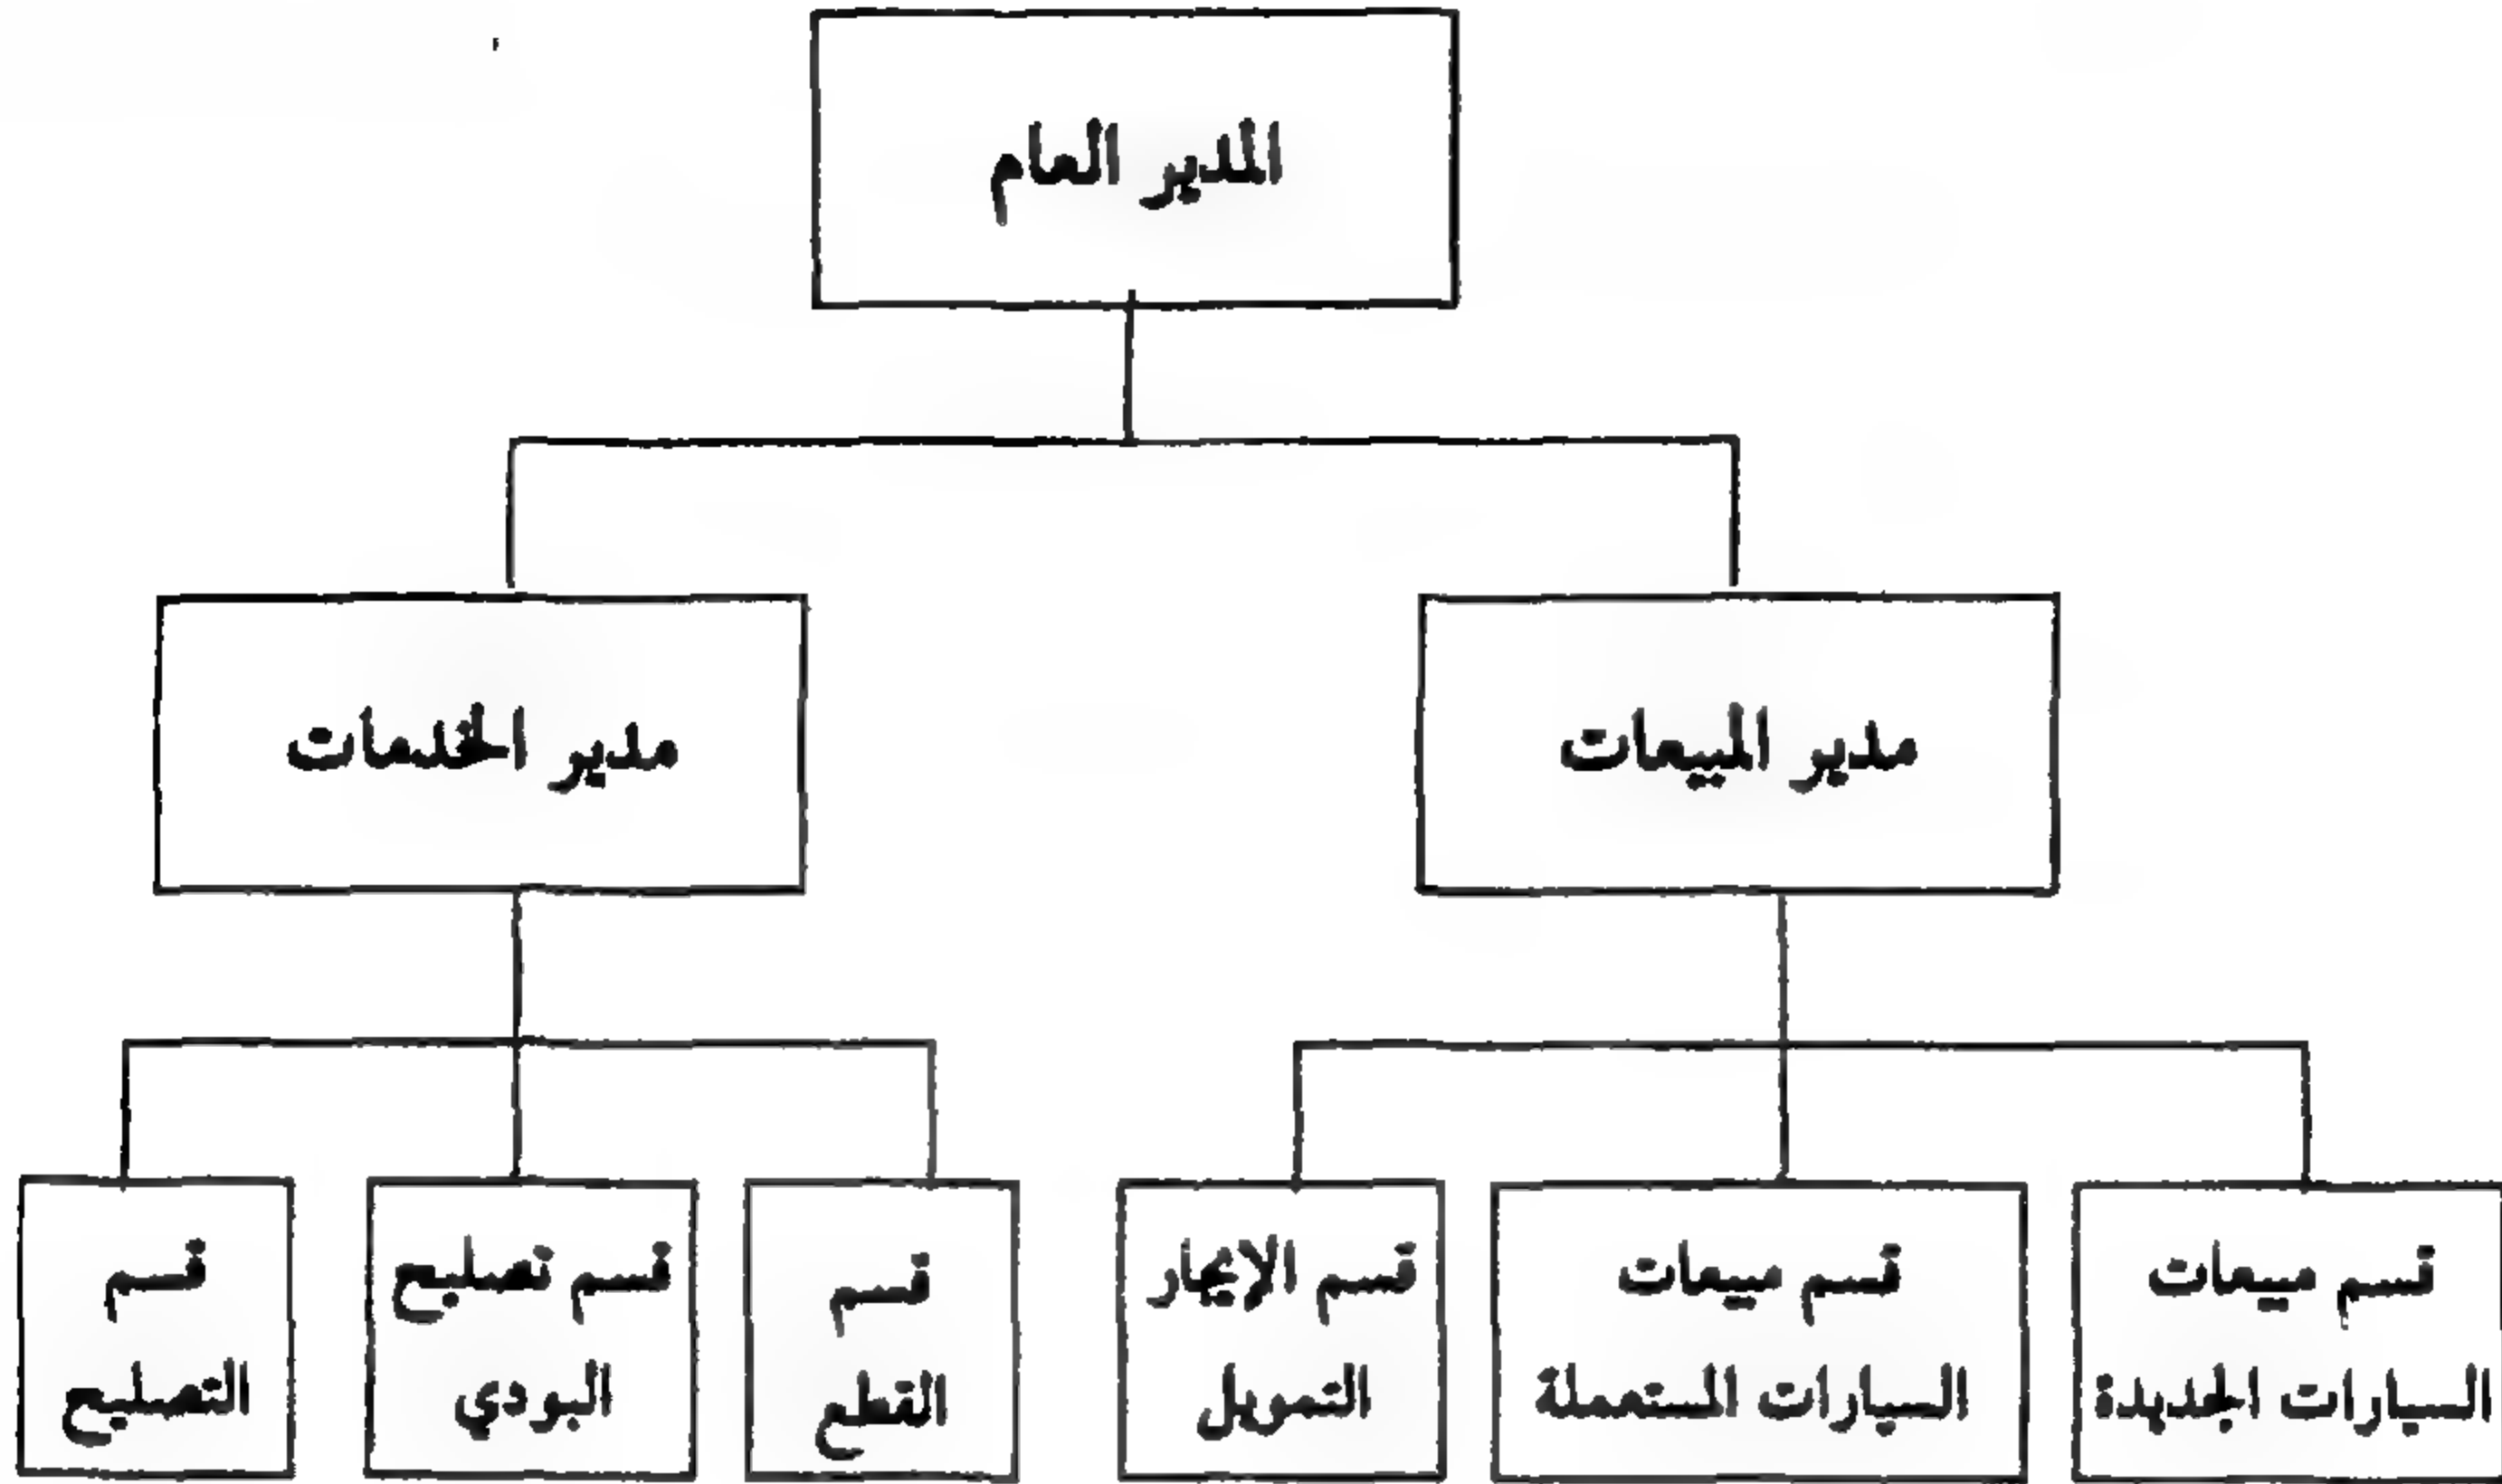 المدير العام
مدير المبيعات
مدير الخدمات
قسم مبيعات
السيارات الجديدة
قسم مبيعات
السيارات المستعملة
قسم الايجار
التمويل
قسم
القطع
قسم تصليح
البودي
قسم
التصليح